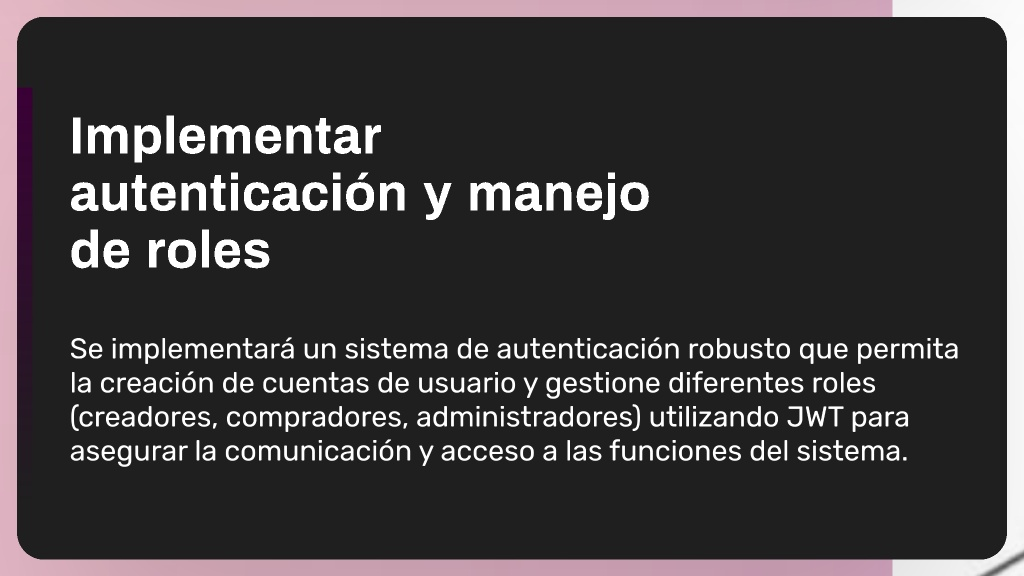 Implementar
autenticación y manejo
de roles
Se implementará un sistema de autenticación robusto que permita
la creación de cuentas de usuario y gestione diferentes roles
(creadores, compradores, administradores) utilizando JWT para
asegurar la comunicación y acceso a las funciones del sistema.